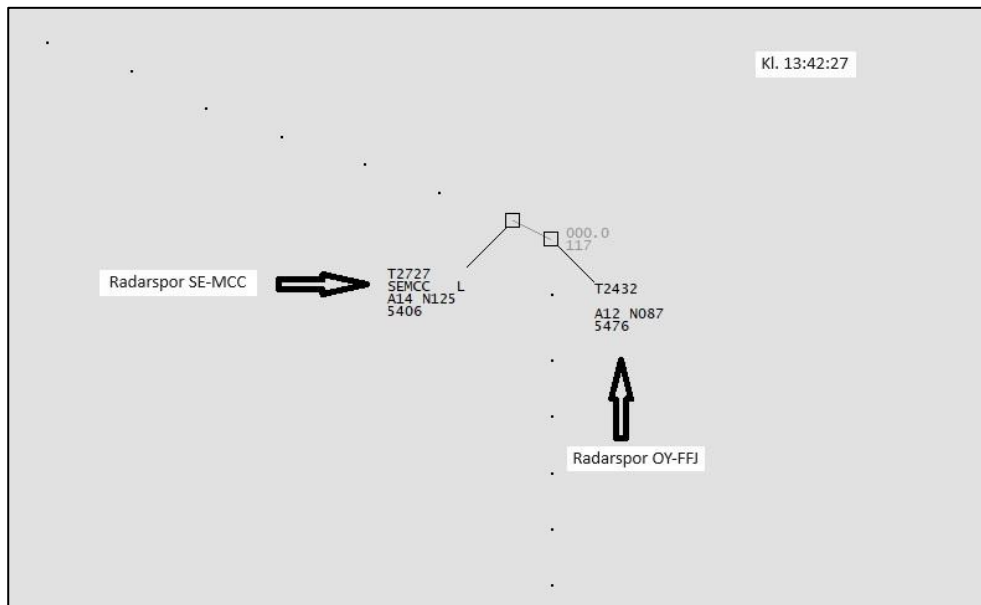 Kl. 13:42:27
000.0
117
Radarspor SE-MCC
T2727
SEMCC L
A14 N125
5406
T2432
A12 N087
5476
Radarspor OY-FFJ